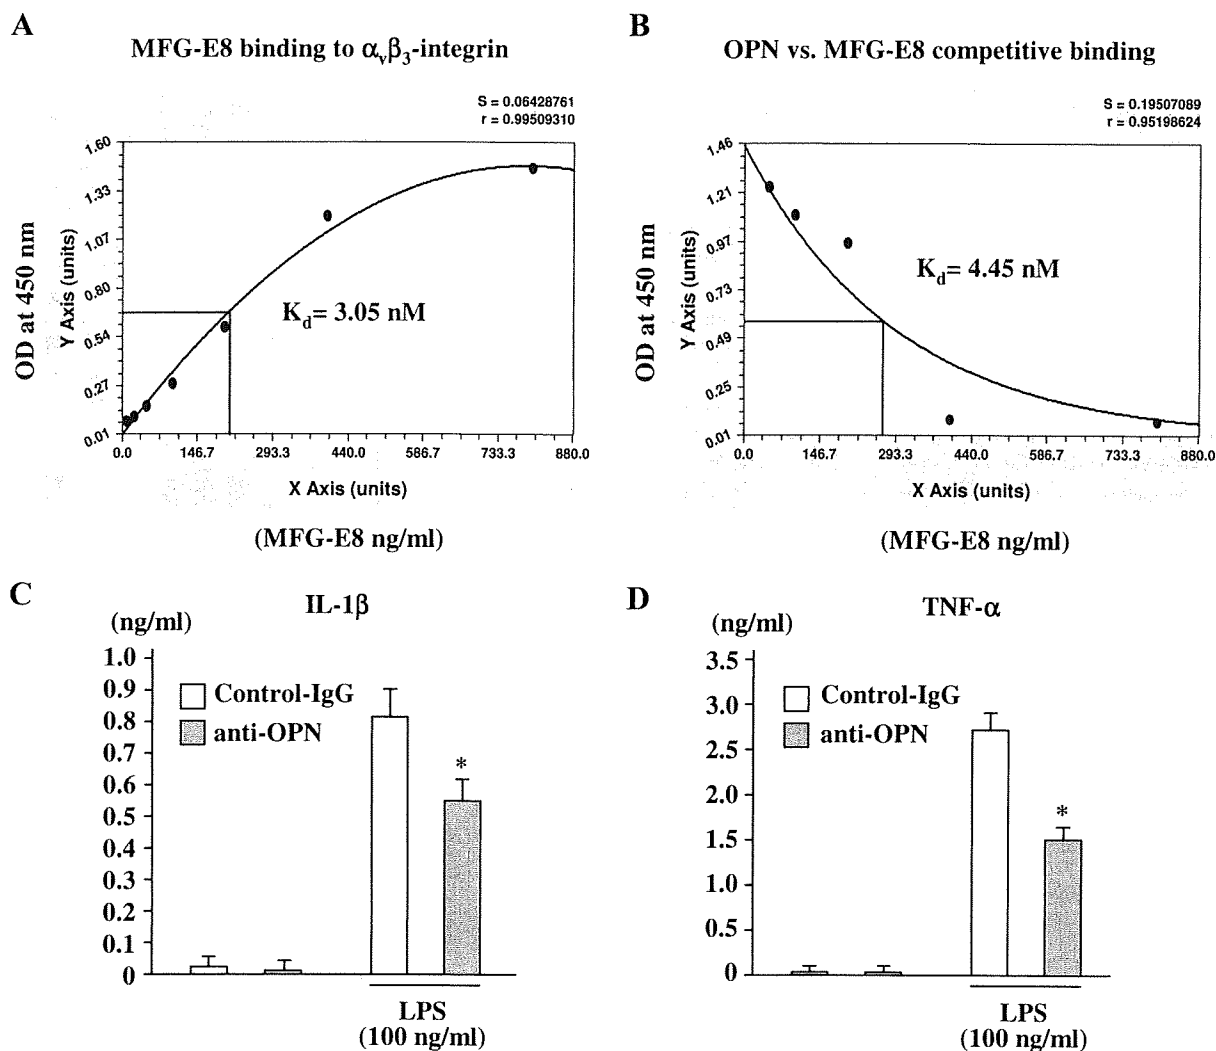 A
MFG-E8 binding to αvβ3-integrin
S = 0.06428761
r = 0.99509310
OD at 450 nm
Y Axis (units)
1.60
1.33
1.07
0.80
0.54
0.27
0.01
Kd= 3.05 nM
0.0 146.7 293.3 440.0 586.7 733.3 880.0
X Axis (units)
(MFG-E8 ng/ml)
B
OPN vs. MFG-E8 competitive binding
S = 0.19507089
r = 0.95198624
OD at 450 nm
Y Axis (units)
1.46
1.21
0.97
0.73
0.49
0.25
0.01
Kd= 4.45 nM
0.0 146.7 293.3 440.0 586.7 733.3 880.0
X Axis (units)
(MFG-E8 ng/ml)
C
IL-1β
(ng/ml)
1.0
0.9
0.8
0.7
0.6
0.5
0.4
0.3
0.2
0.1
0
Control-IgG
anti-OPN
*
LPS
(100 ng/ml)
D
TNF-α
(ng/ml)
3.5
3.0
2.5
2.0
1.5
1.0
0.5
0
Control-IgG
anti-OPN
*
LPS
(100 ng/ml)